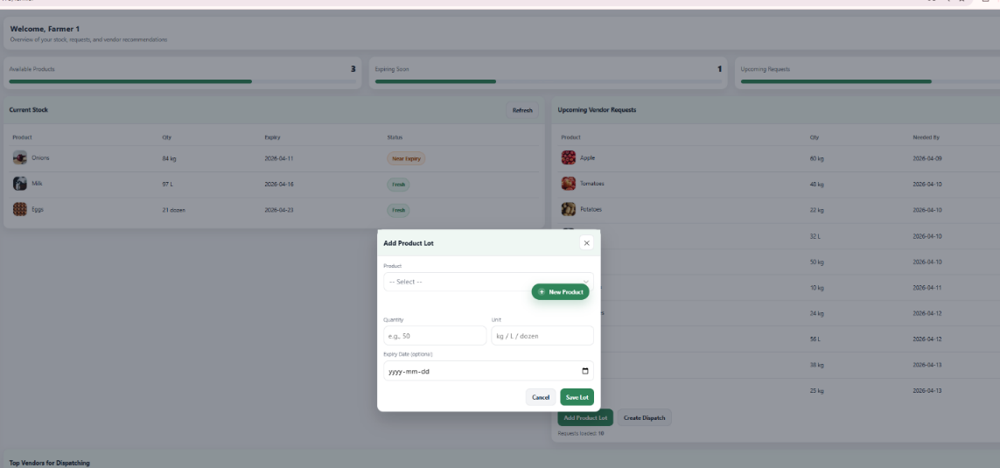 Welcome, Farmer 1
Overview of your stock, requests, and vendor recommendations
Available Products 3
Expiring Soon 1
Upcoming Requests
Current Stock
Refresh
Product Qty Expiry Status
Onions 84 kg 2026-04-11 Near Expiry
Milk 97 L 2026-04-16 Fresh
Eggs 21 dozen 2026-04-23 Fresh
Upcoming Vendor Requests
Product Qty Needed By
Apple 60 kg 2026-04-09
Tomatoes 48 kg 2026-04-10
Potatoes 22 kg 2026-04-10
32 L 2026-04-10
50 kg 2026-04-10
10 kg 2026-04-11
24 kg 2026-04-12
56 L 2026-04-12
38 kg 2026-04-13
25 kg 2026-04-13
Add Product Lot
Create Dispatch
Requests loaded: 10
Add Product Lot
Product
-- Select --
New Product
Quantity Unit
e.g., 50 kg / L / dozen
Expiry Date (optional)
yyyy-mm-dd
Cancel Save Lot
Top Vendors for Dispatching